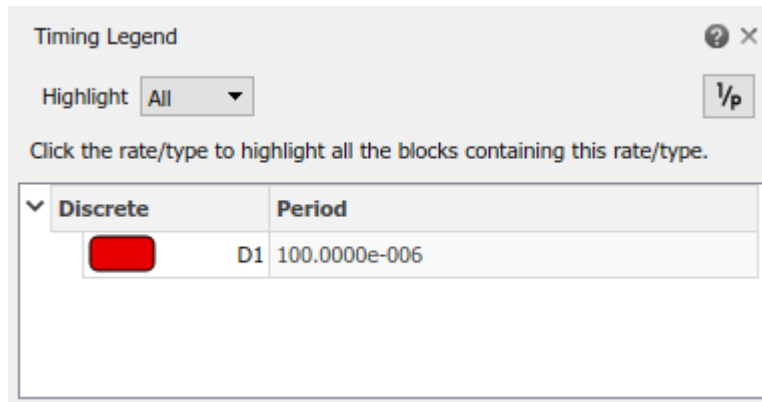 Timing Legend
Highlight All
1/p
Click the rate/type to highlight all the blocks containing this rate/type.
Discrete Period
D1 100.0000e-006